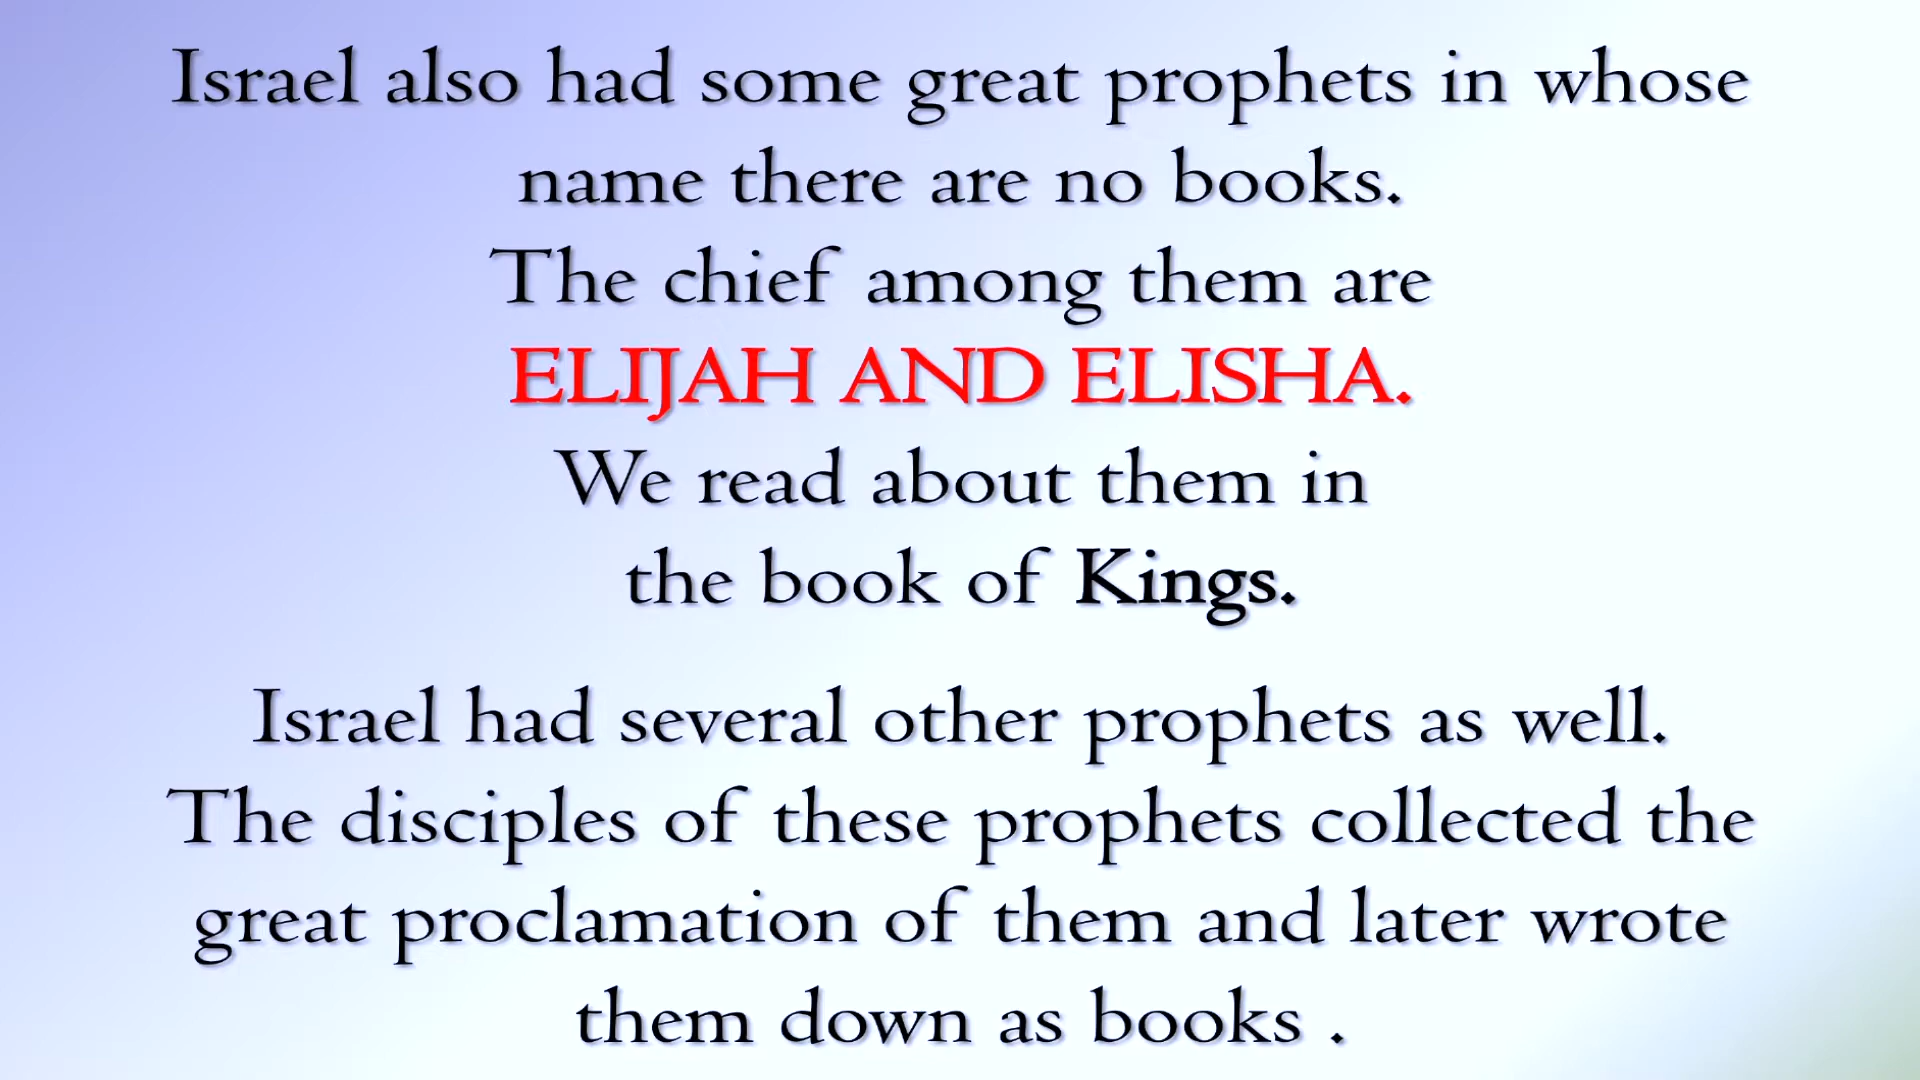 Israel also had some great prophets in whose
name there are no books.
The chief among them are
ELIJAH AND ELISHA.
We read about them in
the book of Kings.
Israel had several other prophets as well.
The disciples of these prophets collected the
great proclamation of them and later wrote
them down as books .